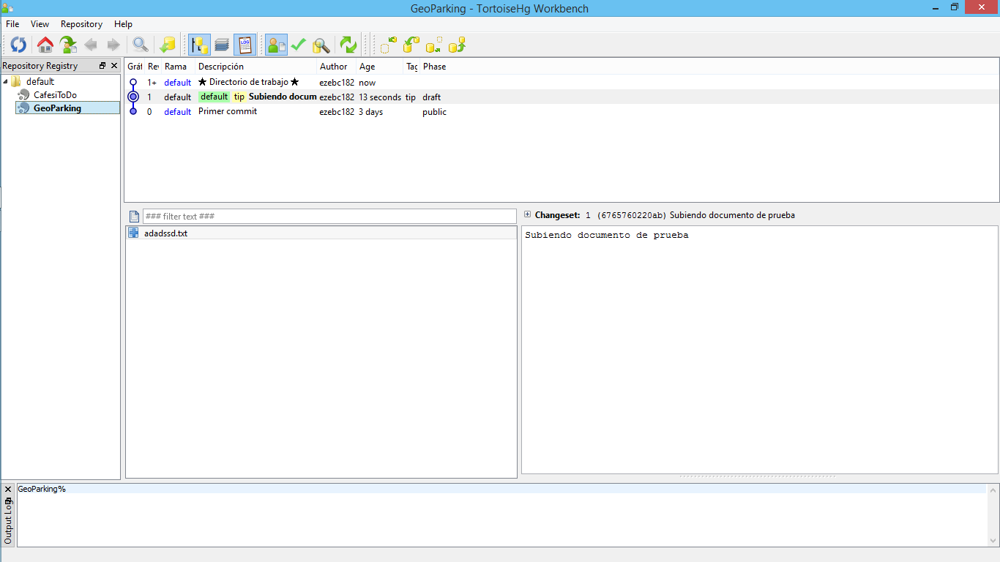 GeoParking - TortoiseHg Workbench
File View Repository Help
LOG
Repository Registry
default
CafesiToDo
GeoParking
Gráf Rev Rama Descripción Author Age Tag Phase
1+ default ★ Directorio de trabajo ★ ezebc182 now
1 default default tip Subiendo docum ezebc182 13 seconds tip draft
0 default Primer commit ezebc182 3 days public
### filter text ###
adadssd.txt
Changeset: 1 (6765760220ab) Subiendo documento de prueba
Subiendo documento de prueba
Output Log
GeoParking%